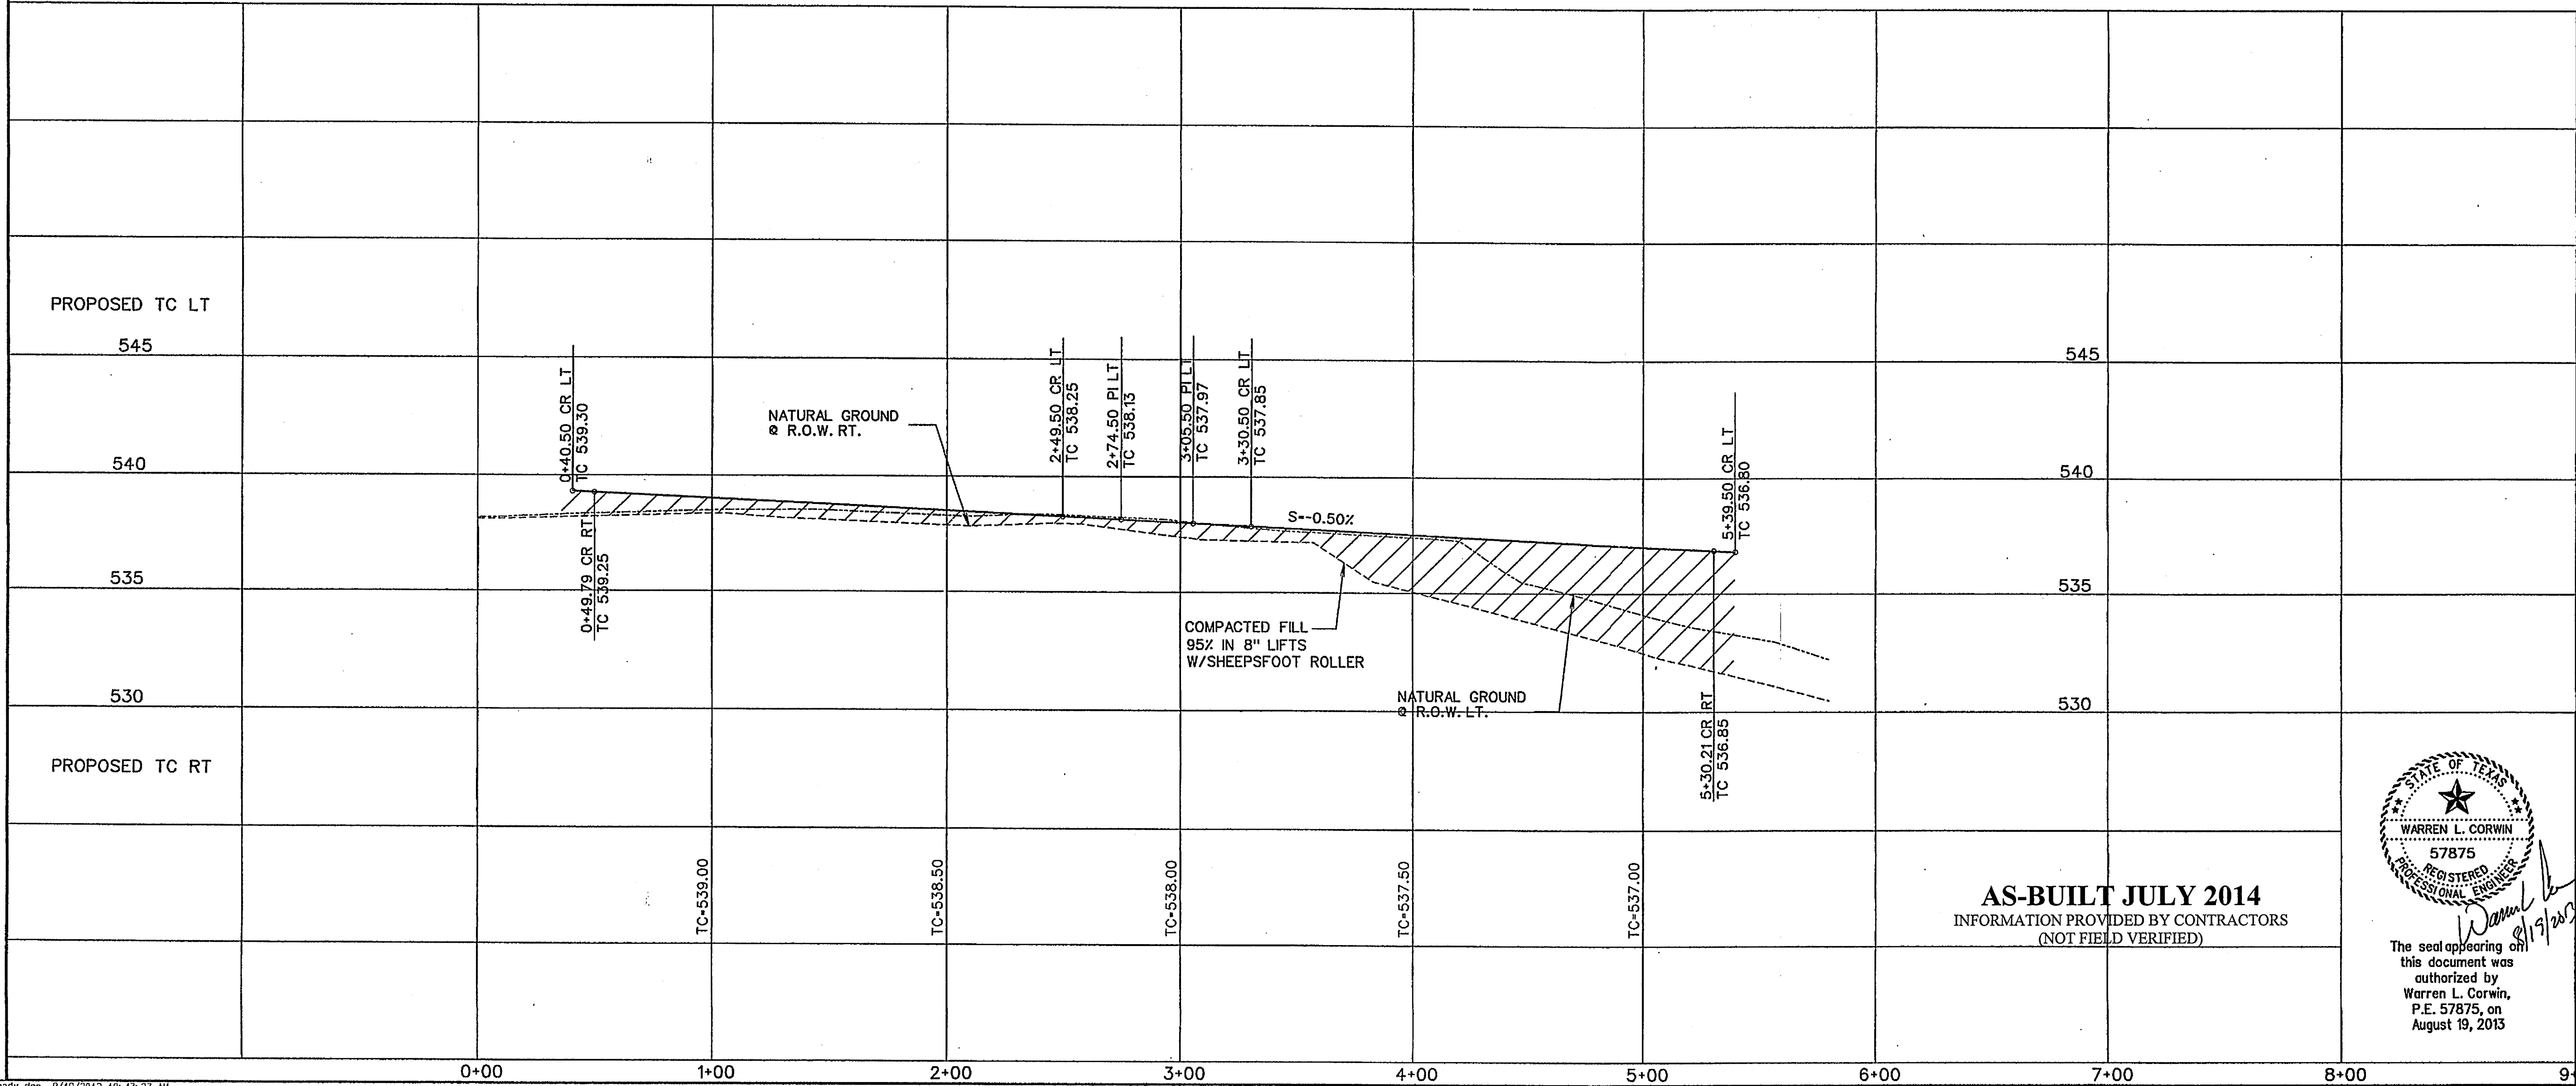 PROPOSED TC LT
545
545
0+40.50 CR LT
TC 539.30
NATURAL GROUND
@ R.O.W. RT.
2+49.50 CR LT
TC 538.25
2+74.50 PI LT
TC 538.13
3+05.50 PI LT
TC 537.97
3+30.50 CR LT
TC 537.85
5+39.50 CR LT
TC 536.80
540
540
S=-0.50%
0+49.79 CR RT
TC 539.25
535
535
COMPACTED FILL
95% IN 8" LIFTS
W/SHEEPSFOOT ROLLER
NATURAL GROUND
@ R.O.W. LT.
530
530
5+30.21 CR RT
TC 536.85
PROPOSED TC RT
TC=539.00
TC=538.50
TC=538.00
TC=537.50
TC=537.00
AS-BUILT JULY 2014
INFORMATION PROVIDED BY CONTRACTORS
(NOT FIELD VERIFIED)
STATE OF TEXAS
WARREN L. CORWIN
57875
REGISTERED
PROFESSIONAL ENGINEER
8/19/2013
The seal appearing on
this document was
authorized by
Warren L. Corwin,
P.E. 57875, on
August 19, 2013
0+00
1+00
2+00
3+00
4+00
5+00
6+00
7+00
8+00